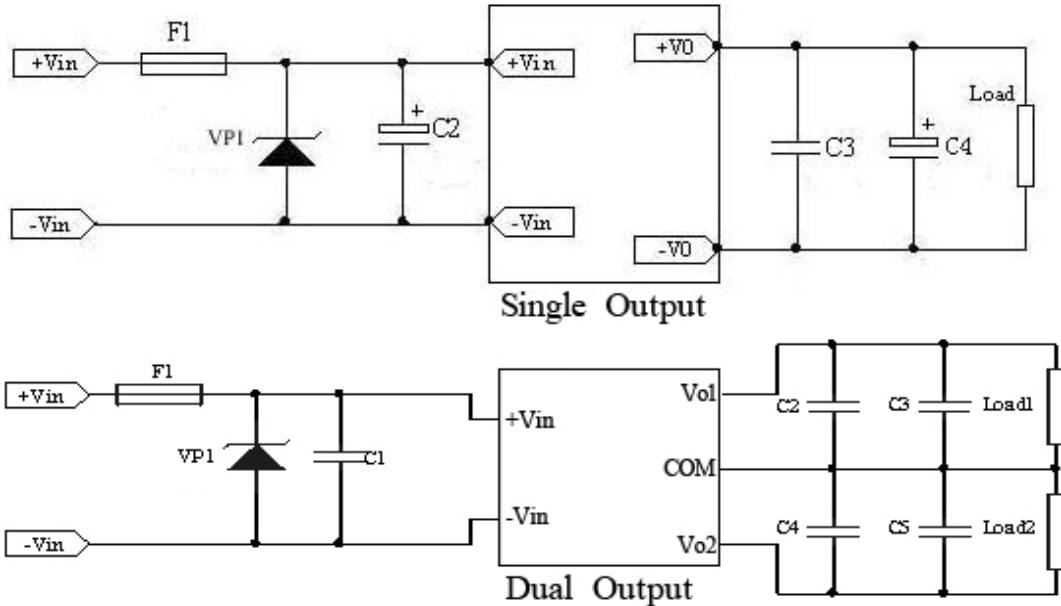 F1
+Vin
+Vin
+V0
VP1
+
C2
C3
+
C4
Load
-Vin
-Vin
-V0
Single Output
F1
+Vin
VP1
C1
+Vin
-Vin
Vo1
COM
Vo2
C2
C3
Load1
C4
C5
Load2
-Vin
Dual Output